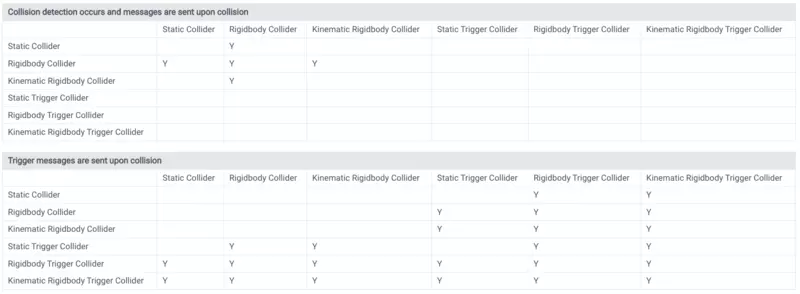 Collision detection occurs and messages are sent upon collision
Static Collider Rigidbody Collider Kinematic Rigidbody Collider Static Trigger Collider Rigidbody Trigger Collider Kinematic Rigidbody Trigger Collider
Static Collider Y
Rigidbody Collider Y Y Y
Kinematic Rigidbody Collider Y
Static Trigger Collider
Rigidbody Trigger Collider
Kinematic Rigidbody Trigger Collider
Trigger messages are sent upon collision
Static Collider Rigidbody Collider Kinematic Rigidbody Collider Static Trigger Collider Rigidbody Trigger Collider Kinematic Rigidbody Trigger Collider
Static Collider Y Y
Rigidbody Collider Y Y Y
Kinematic Rigidbody Collider Y Y Y
Static Trigger Collider Y Y Y Y
Rigidbody Trigger Collider Y Y Y Y Y Y
Kinematic Rigidbody Trigger Collider Y Y Y Y Y Y